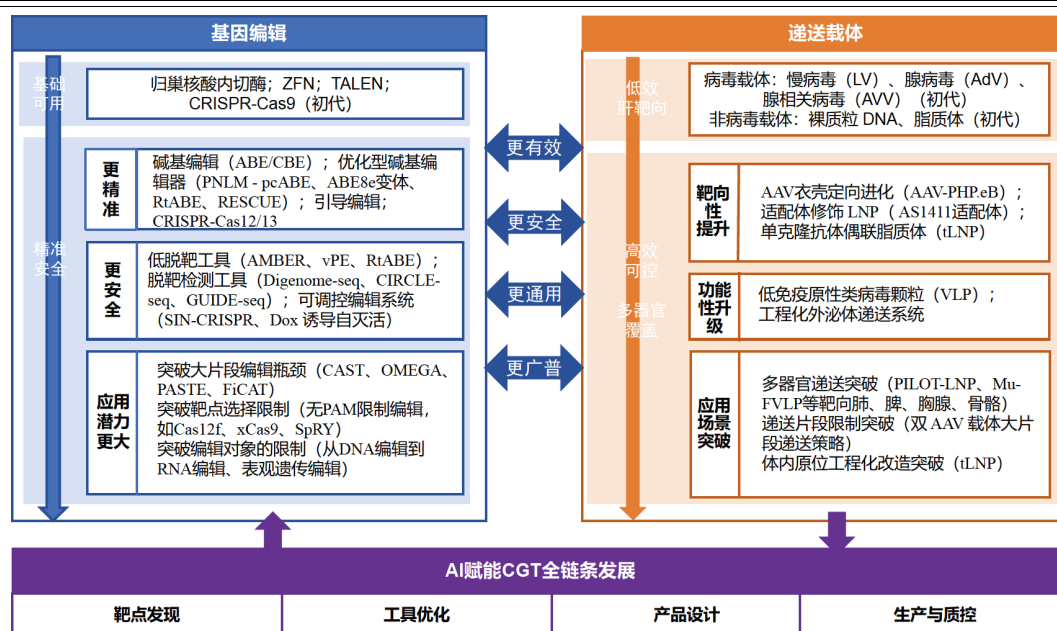 基因编辑
基础
可用
归巢核酸内切酶；ZFN；TALEN；
CRISPR-Cas9（初代）
精准
安全
更
精
准
碱基编辑（ABE/CBE）；优化型碱基编
辑器（PNLM - pcABE、ABE8e变体、
RtABE、RESCUE）；引导编辑；
CRISPR-Cas12/13
更
安
全
低脱靶工具（AMBER、vPE、RtABE）；
脱靶检测工具（Digenome-seq、CIRCLE-
seq、GUIDE-seq）；可调控编辑系统
（SIN-CRISPR、Dox 诱导自灭活）
应用
潜力
更大
突破大片段编辑瓶颈（CAST、OMEGA、
PASTE、FiCAT）
突破靶点选择限制（无PAM限制编辑，
如Cas12f、xCas9、SpRY）
突破编辑对象的限制（从DNA编辑到
RNA编辑、表观遗传编辑）
更有效
更安全
更通用
更广普
递送载体
低效
肝靶向
病毒载体：慢病毒（LV）、腺病毒（AdV）、
腺相关病毒（AVV）（初代）
非病毒载体：裸质粒 DNA、脂质体（初代）
高效
可控
多器官
覆盖
靶向
性
提升
AAV衣壳定向进化（AAV-PHP.eB）；
适配体修饰 LNP（ AS1411适配体）；
单克隆抗体偶联脂质体（tLNP）
功能
性升
级
低免疫原性类病毒颗粒（VLP）；
工程化外泌体递送系统
应用
场景
突破
多器官递送突破（PILOT-LNP、Mu-
FVLP等靶向肺、脾、胸腺、骨骼）
递送片段限制突破（双 AAV 载体大片
段递送策略）
体内原位工程化改造突破（tLNP）
AI赋能CGT全链条发展
靶点发现
工具优化
产品设计
生产与质控